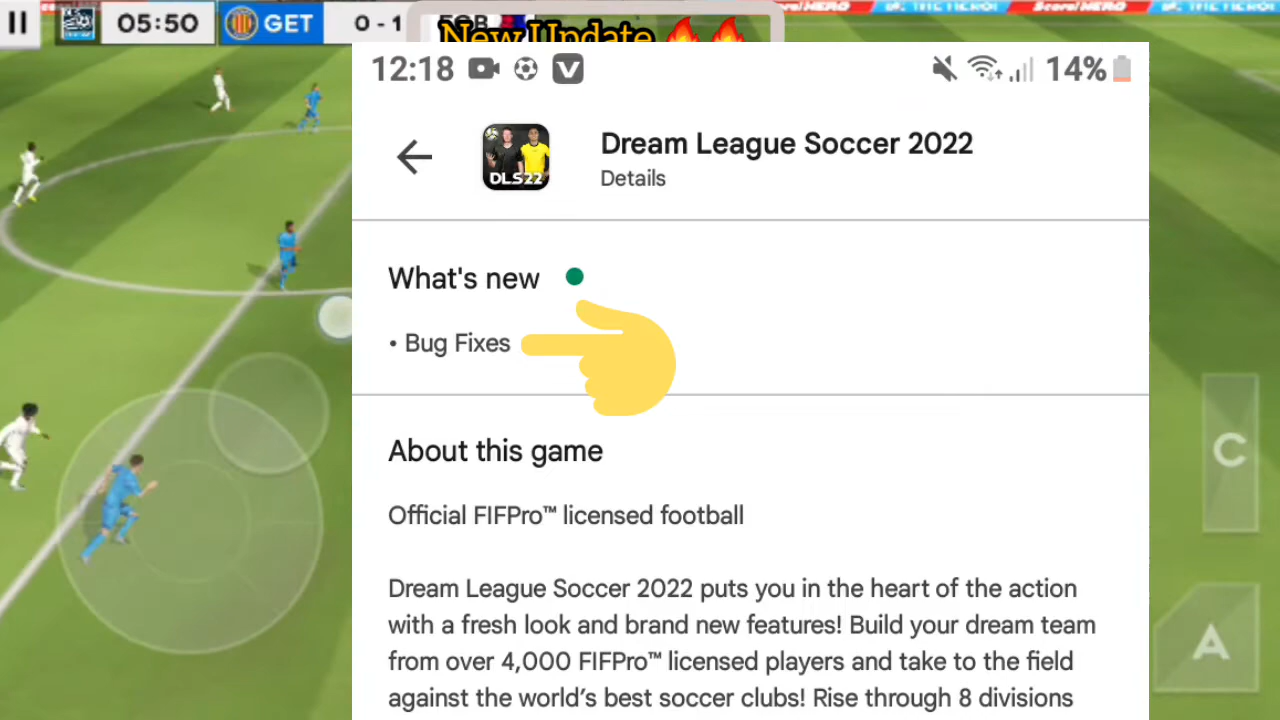 05:50
GET
0 - 1
New Update
12:18
14%
Dream League Soccer 2022
DLS22
Details
What's new
• Bug Fixes
About this game
Official FIFPro™ licensed football
Dream League Soccer 2022 puts you in the heart of the action
with a fresh look and brand new features! Build your dream team
from over 4,000 FIFPro™ licensed players and take to the field
against the world's best soccer clubs! Rise through 8 divisions
C
A